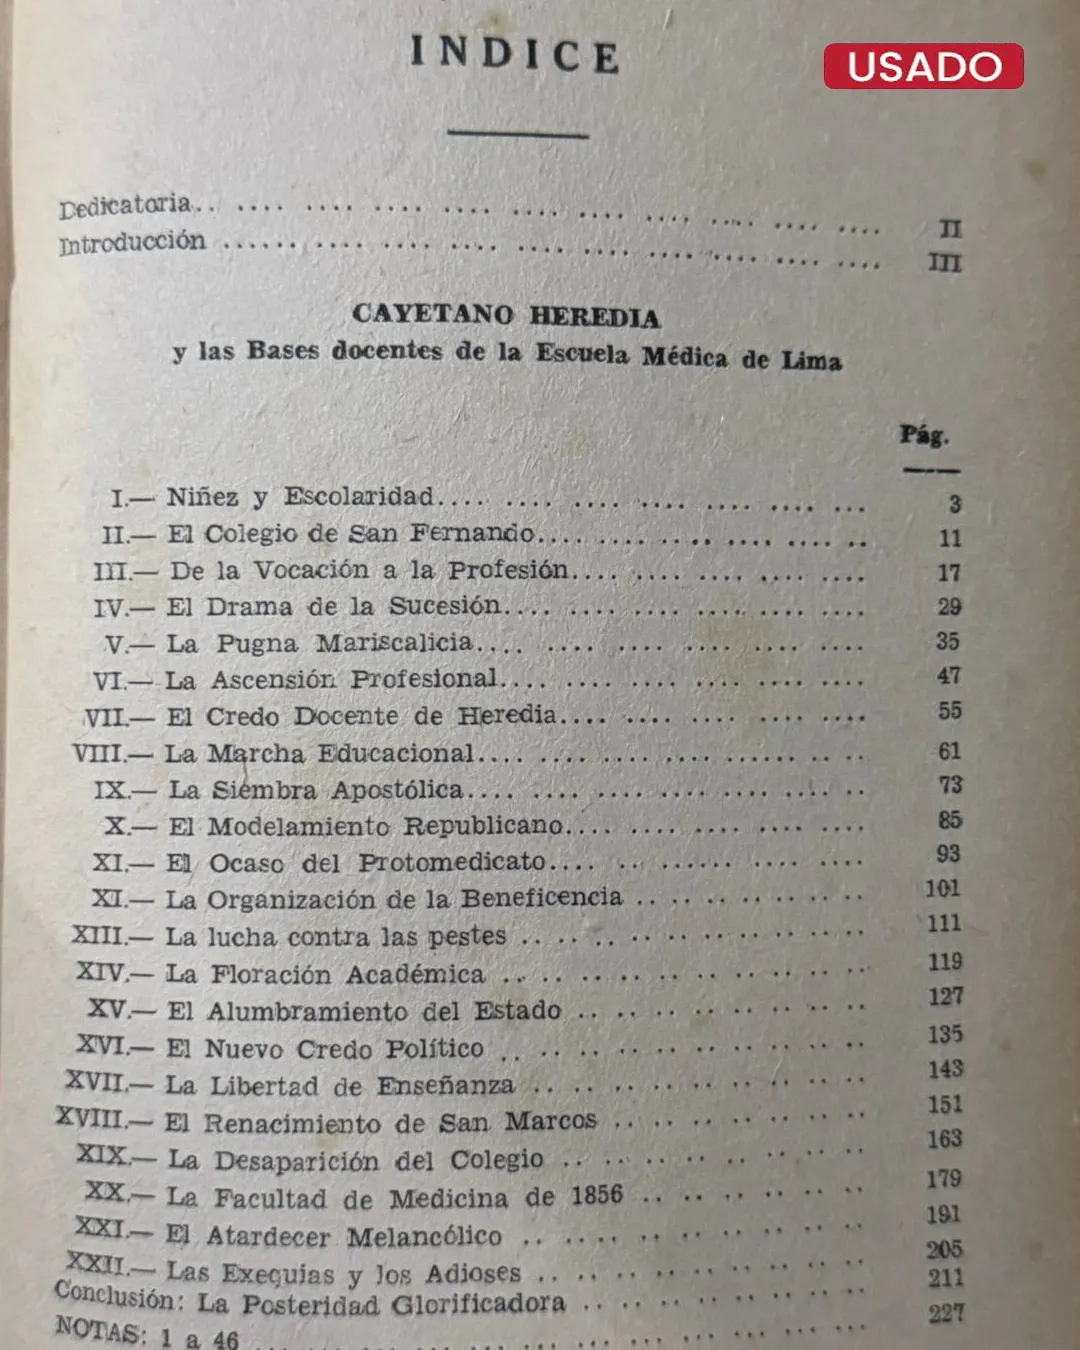 INDICE
USADO
Dedicatoria.. .... .... .... .... .... .... .... .... .... .... II
Introducción ...... .... .... .... .... .... .... .... .... .... III
CAYETANO HEREDIA
y las Bases docentes de la Escuela Médica de Lima
Pág.
I.— Niñez y Escolaridad.... .... .... .... .... .... ... 3
II.— El Colegio de San Fernando.... .... .... .... .... .. 11
III.— De la Vocación a la Profesión.... .... .... .... .... 17
IV.— El Drama de la Sucesión.... .... .... .... .... .... 29
V.— La Pugna Mariscalicia.... .... .... .... .... .... 35
VI.— La Ascensión Profesional.... .... .... .... .... .... 47
VII.— El Credo Docente de Heredia.... .... .... .... .... 55
VIII.— La Marcha Educacional.... .... .... .... ...... .. .. 61
IX.— La Siembra Apostólica.... .... .... .... .... .. .. 73
X.— El Modelamiento Republicano.... .... .... .... .... 85
XI.— El Ocaso del Protomedicato.... .. ...... .... .... 93
XI.— La Organización de la Beneficencia .. .. .. .. .. .. .. 101
XIII.— La lucha contra las pestes .. .. .. .. .. .. .. .. .. .. 111
XIV.— La Floración Académica .. .. .. .. .. .. .. .. .. .. 119
XV.— El Alumbramiento del Estado .. .. .. .. .. .. .. .. 127
XVI.— El Nuevo Credo Político .. .. .. .. .. .. .. .. .. .. 135
XVII.— La Libertad de Enseñanza .. .. .. .. .. .. .. .. .. 143
XVIII.— El Renacimiento de San Marcos .. .. .. .. .. .. .. 151
XIX.— La Desaparición del Colegio .. .. .. .. .. .. .. .. 163
XX.— La Facultad de Medicina de 1856 .. .. .. .. .. .. 179
XXI.— El Atardecer Melancólico .. .... .. .. .. .. .. .. 191
XXII.— Las Exequias y los Adioses .. .. .. .. .. .. .. .. .. 205
Conclusión: La Posteridad Glorificadora .. .. .. .. .. .. .. .. 211
NOTAS: 1 a 46 ... ... ... ... ... ... ... ... ... ... 227